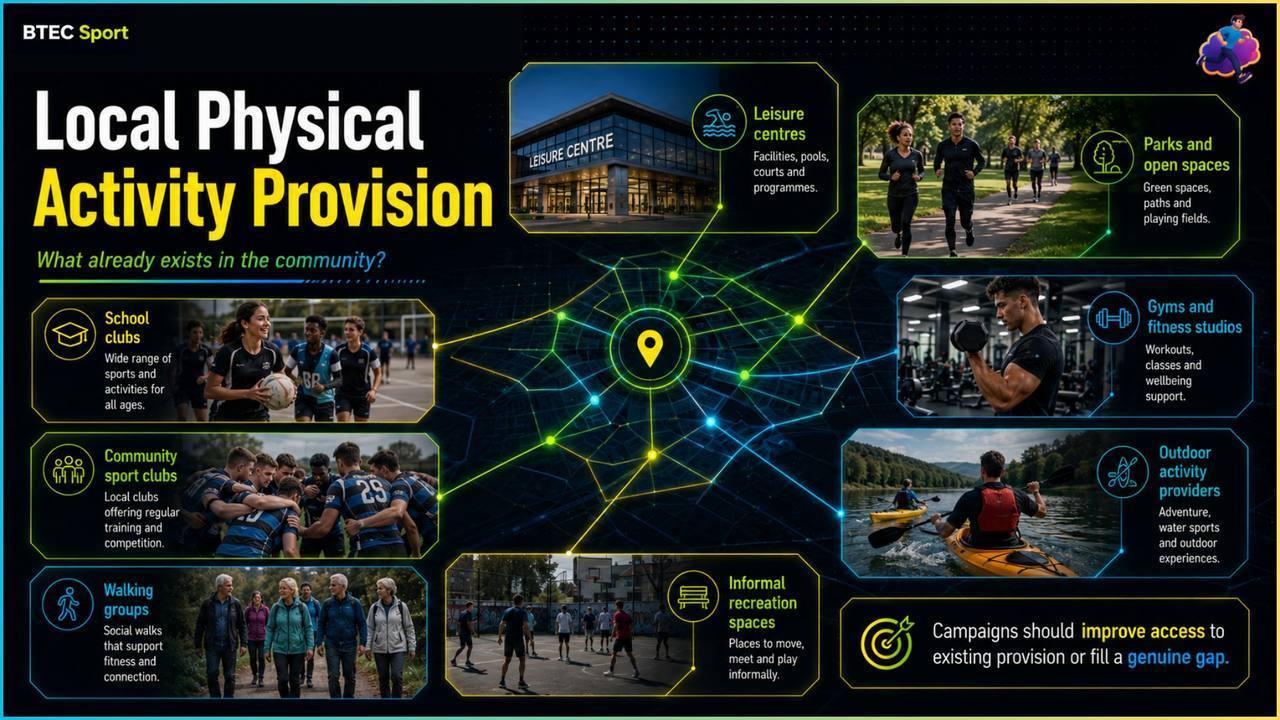 BTEC Sport
Local Physical
Activity Provision
What already exists in the community?
School
clubs
Wide range of
sports and
activities for
all ages.
Community
sport clubs
Local clubs
offering regular
training and
competition.
29
Walking
groups
Social walks
that support
fitness and
connection.
LEISURE CENTRE
Leisure
centres
Facilities, pools,
courts and
programmes.
Parks and
open spaces
Green spaces,
paths and
playing fields.
Gyms and
fitness studios
Workouts,
classes and
wellbeing
support.
Outdoor
activity
providers
Adventure,
water sports
and outdoor
experiences.
Informal
recreation
spaces
Places to move,
meet and play
informally.
Campaigns should improve access to
existing provision or fill a genuine gap.